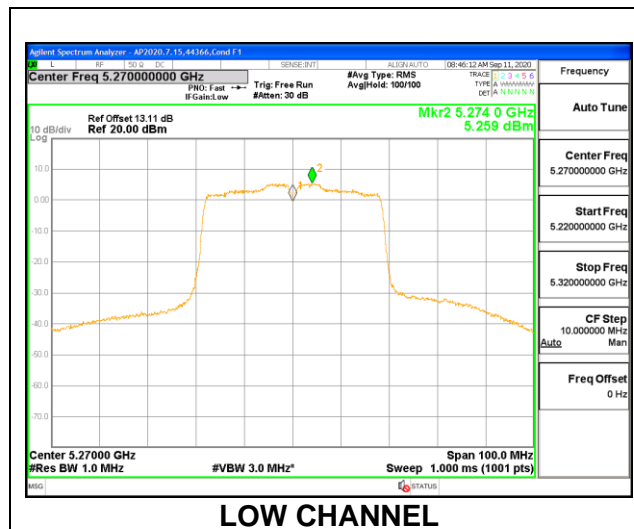 Agilent Spectrum Analyzer - AP2020.7.15,44366,Cond F1
L RF 50 Ω DC SENSE:INT ALIGN AUTO 08:46:12 AM Sep 11, 2020
Center Freq 5.270000000 GHz
PNO: Fast
IFGain:Low
Trig: Free Run
#Atten: 30 dB
#Avg Type: RMS
Avg|Hold: 100/100
TRACE 1 2 3 4 5 6
TYPE A WWWWW
DET A N N N N N
Frequency
Auto Tune
Center Freq
5.270000000 GHz
Start Freq
5.220000000 GHz
Stop Freq
5.320000000 GHz
CF Step
10.000000 MHz
Auto Man
Freq Offset
0 Hz
Mkr2 5.274 0 GHz
5.259 dBm
Ref Offset 13.11 dB
10 dB/div Ref 20.00 dBm
Log
10.0
0.00
-10.0
-20.0
-30.0
-40.0
-50.0
-60.0
-70.0
1
2
Center 5.27000 GHz Span 100.0 MHz
#Res BW 1.0 MHz #VBW 3.0 MHz* Sweep 1.000 ms (1001 pts)
MSG STATUS
LOW CHANNEL